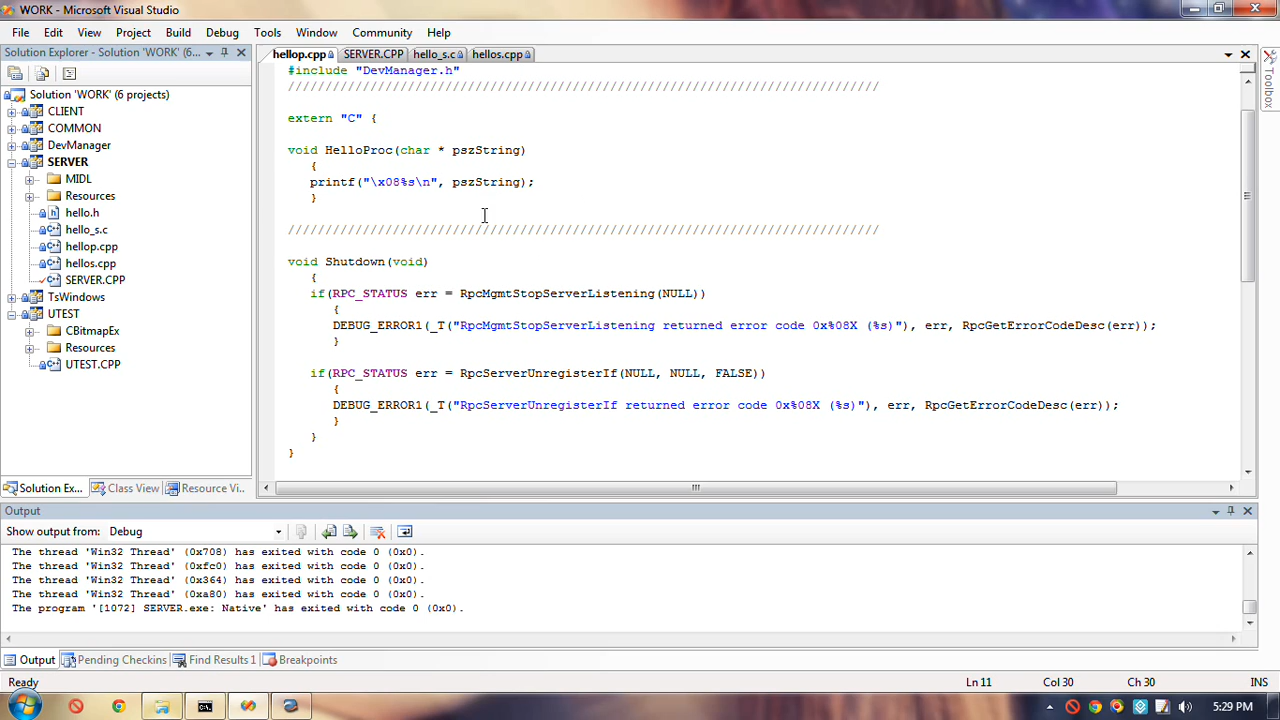 WORK - Microsoft Visual Studio
File Edit View Project Build Debug Tools Window Community Help
Solution Explorer - Solution 'WORK' (6...
Solution 'WORK' (6 projects)
CLIENT
COMMON
DevManager
SERVER
MIDL
Resources
hello.h
hello_s.c
hellop.cpp
hellos.cpp
SERVER.CPP
TsWindows
UTEST
CBitmapEx
Resources
UTEST.CPP
Solution Ex... Class View Resource Vi...
hellop.cpp SERVER.CPP hello_s.c hellos.cpp
#include "DevManager.h"
///////////////////////////////////////////////////////////////////////////////
extern "C" {
void HelloProc(char * pszString)
{
printf("\x08%s\n", pszString);
}
///////////////////////////////////////////////////////////////////////////////
void Shutdown(void)
{
if(RPC_STATUS err = RpcMgmtStopServerListening(NULL))
{
DEBUG_ERROR1(_T("RpcMgmtStopServerListening returned error code 0x%08X (%s)"), err, RpcGetErrorCodeDesc(err));
}
if(RPC_STATUS err = RpcServerUnregisterIf(NULL, NULL, FALSE))
{
DEBUG_ERROR1(_T("RpcServerUnregisterIf returned error code 0x%08X (%s)"), err, RpcGetErrorCodeDesc(err));
}
}
}
Toolbox
Output
Show output from: Debug
The thread 'Win32 Thread' (0x708) has exited with code 0 (0x0).
The thread 'Win32 Thread' (0xfc0) has exited with code 0 (0x0).
The thread 'Win32 Thread' (0x364) has exited with code 0 (0x0).
The thread 'Win32 Thread' (0xa80) has exited with code 0 (0x0).
The program '[1072] SERVER.exe: Native' has exited with code 0 (0x0).
Output Pending Checkins Find Results 1 Breakpoints
Ready Ln 11 Col 30 Ch 30 INS
5:29 PM